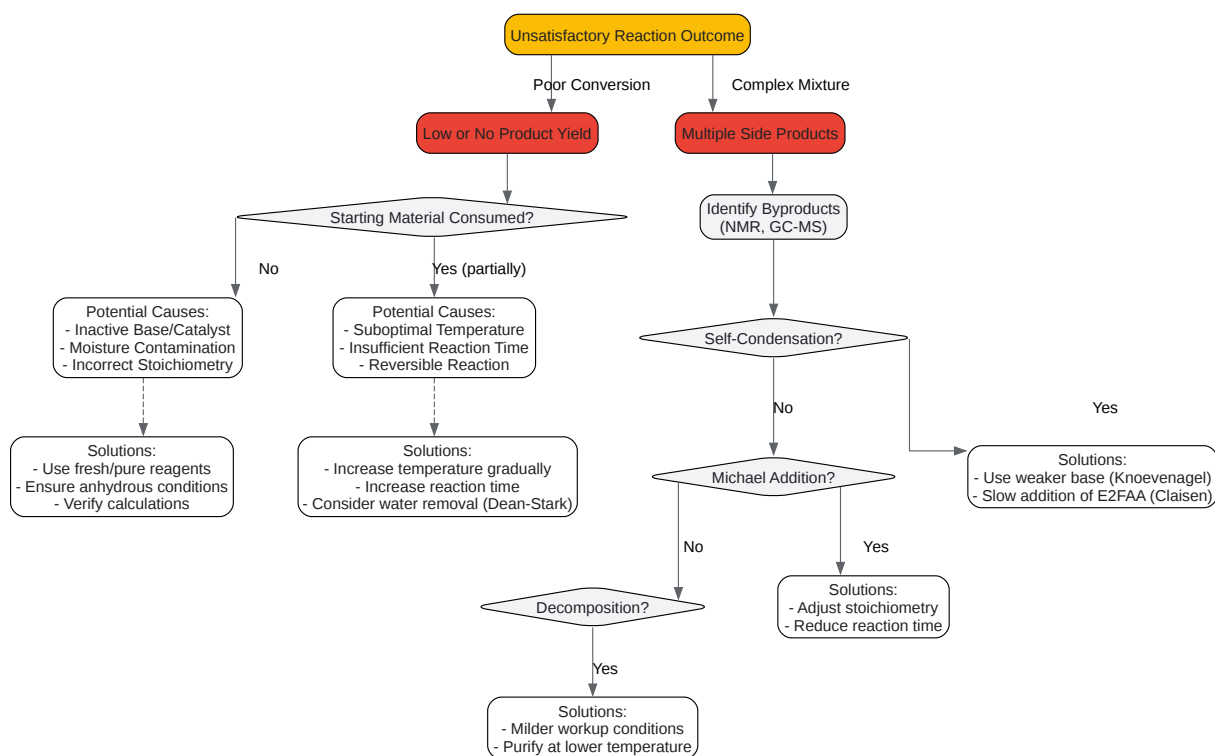 Unsatisfactory Reaction Outcome
Poor Conversion
Complex Mixture
Low or No Product Yield
Multiple Side Products
Starting Material Consumed?
Identify Byproducts
(NMR, GC-MS)
No
Yes (partially)
Potential Causes:
- Inactive Base/Catalyst
- Moisture Contamination
- Incorrect Stoichiometry
Potential Causes:
- Suboptimal Temperature
- Insufficient Reaction Time
- Reversible Reaction
Self-Condensation?
No
Yes
Solutions:
- Use fresh/pure reagents
- Ensure anhydrous conditions
- Verify calculations
Solutions:
- Increase temperature gradually
- Increase reaction time
- Consider water removal (Dean-Stark)
Michael Addition?
Solutions:
- Use weaker base (Knoevenagel)
- Slow addition of E2FAA (Claisen)
No
Yes
Decomposition?
Solutions:
- Adjust stoichiometry
- Reduce reaction time
Yes
Solutions:
- Milder workup conditions
- Purify at lower temperature